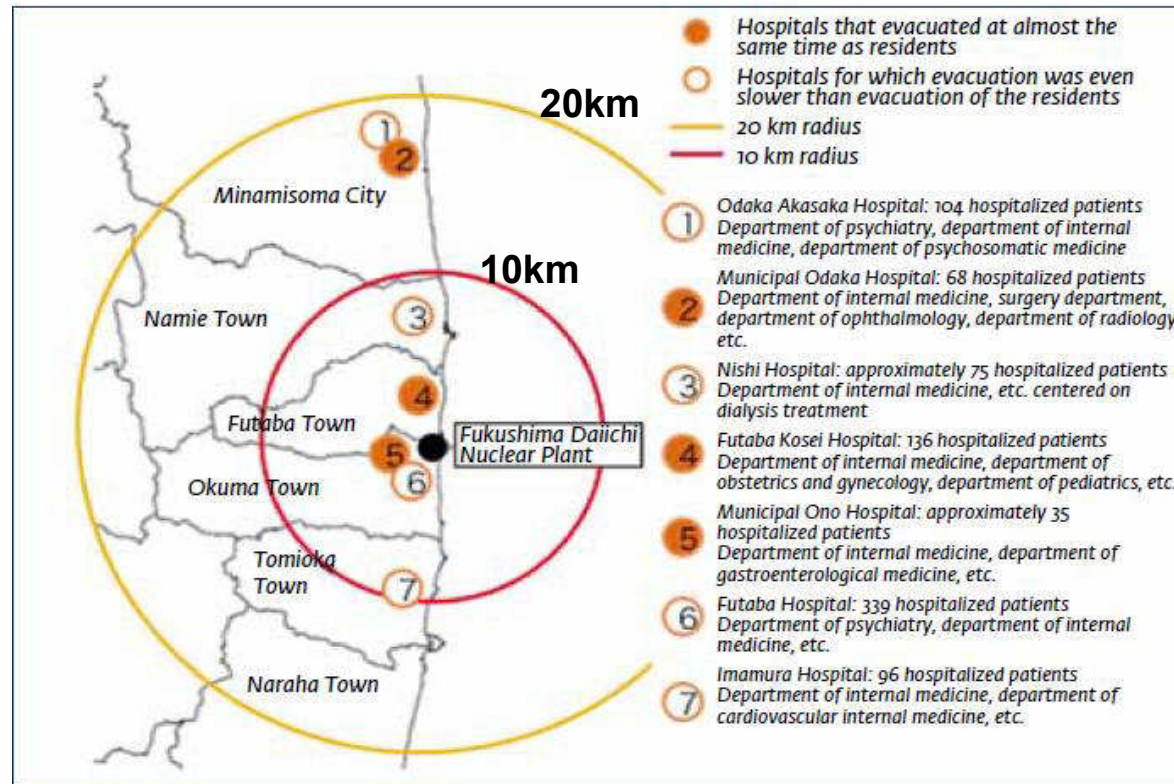 Hospitals that evacuated at almost the
same time as residents
Hospitals for which evacuation was even
slower than evacuation of the residents
20 km radius
10 km radius
20km
10km
1
2
Minamisoma City
3
Namie Town
4
Futaba Town
5
Fukushima Daiichi
Nuclear Plant
6
Okuma Town
Tomioka
Town
7
Naraha Town
1
Odaka Akasaka Hospital: 104 hospitalized patients
Department of psychiatry, department of internal
medicine, department of psychosomatic medicine
2
Municipal Odaka Hospital: 68 hospitalized patients
Department of internal medicine, surgery department,
department of ophthalmology, department of radiology,
etc.
3
Nishi Hospital: approximately 75 hospitalized patients
Department of internal medicine, etc. centered on
dialysis treatment
4
Futaba Kosei Hospital: 136 hospitalized patients
Department of internal medicine, department of
obstetrics and gynecology, department of pediatrics, etc.
5
Municipal Ono Hospital: approximately 35
hospitalized patients
Department of internal medicine, department of
gastroenterological medicine, etc.
6
Futaba Hospital: 339 hospitalized patients
Department of psychiatry, department of internal
medicine, etc.
7
Imamura Hospital: 96 hospitalized patients
Department of internal medicine, department of
cardiovascular internal medicine, etc.